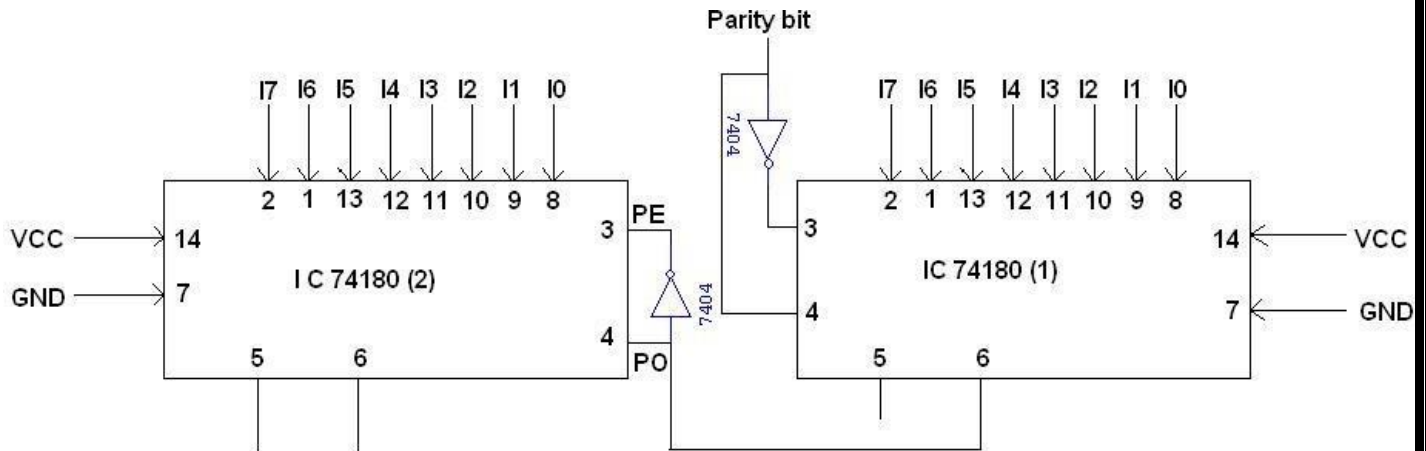 Parity bit
I7 I6 I5 I4 I3 I2 I1 I0
I7 I6 I5 I4 I3 I2 I1 I0
7404
2 1 13 12 11 10 9 8
2 1 13 12 11 10 9 8
3 PE
3
VCC 14
14 VCC
I C 74180 (2)
IC 74180 (1)
GND 7
7404
4
7 GND
4 PO
5 6
5 6